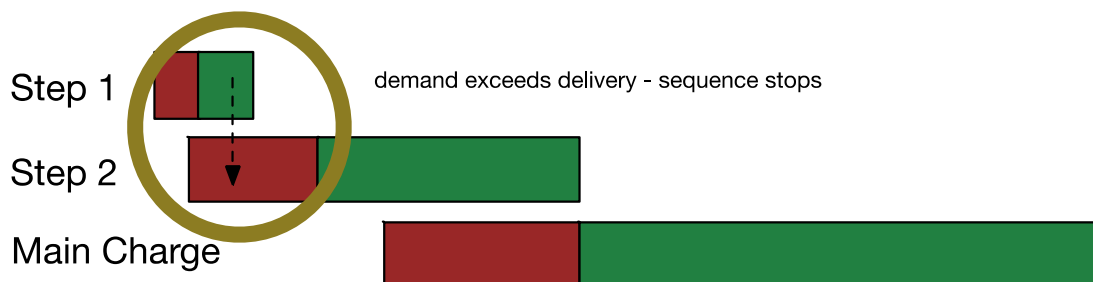 Step 1
demand exceeds delivery - sequence stops
Step 2
Main Charge